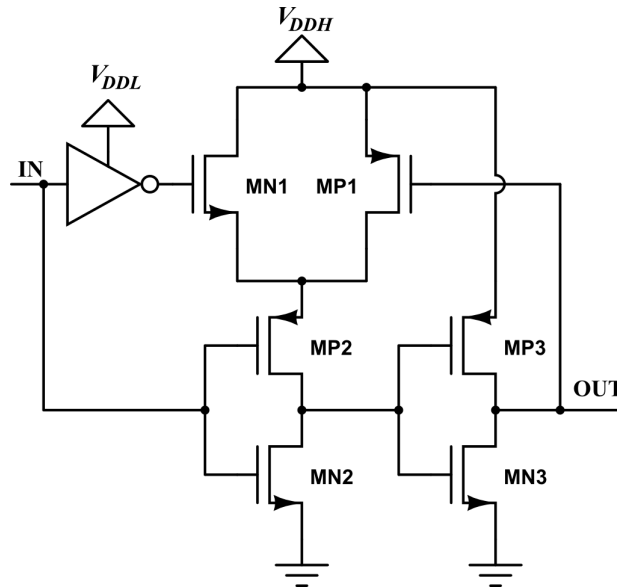 V_DDH
V_DDL
IN
MN1
MP1
MP2
MP3
OUT
MN2
MN3